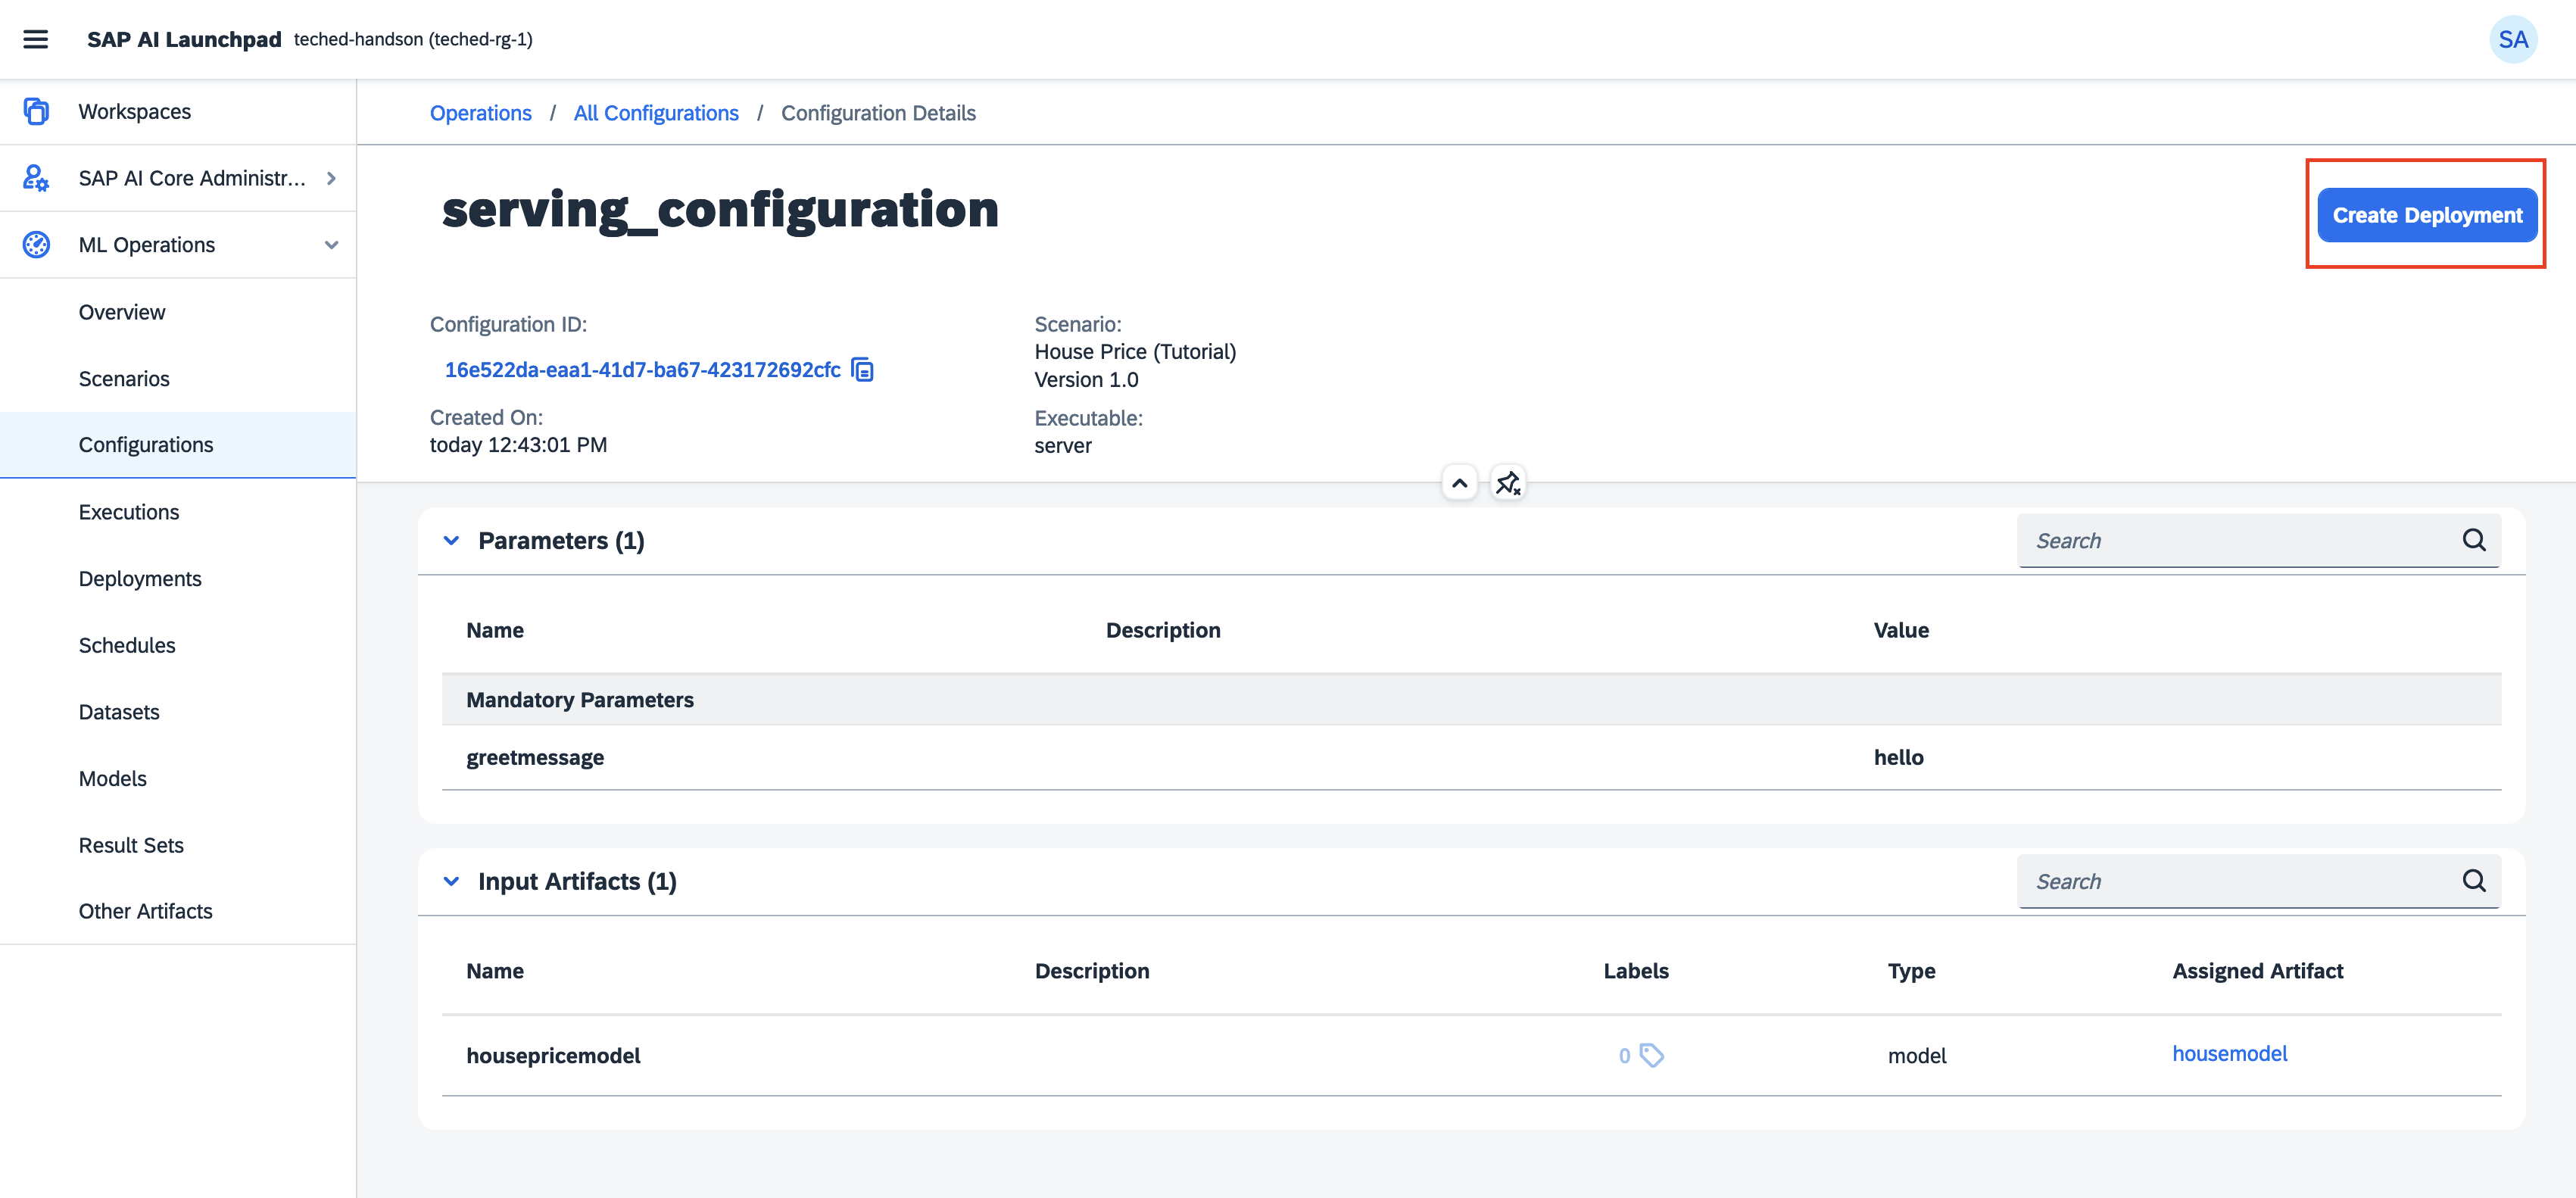 SAP AI Launchpad teched-handson (teched-rg-1)
SA
Workspaces
SAP AI Core Administr...
ML Operations
Overview
Scenarios
Configurations
Executions
Deployments
Schedules
Datasets
Models
Result Sets
Other Artifacts
Operations / All Configurations / Configuration Details
serving_configuration
Create Deployment
Configuration ID:
16e522da-eaa1-41d7-ba67-423172692cfc
Created On:
today 12:43:01 PM
Scenario:
House Price (Tutorial)
Version 1.0
Executable:
server
Parameters (1)
Search
Name Description Value
Mandatory Parameters
greetmessage hello
Input Artifacts (1)
Search
Name Description Labels Type Assigned Artifact
housepricemodel 0 model housemodel